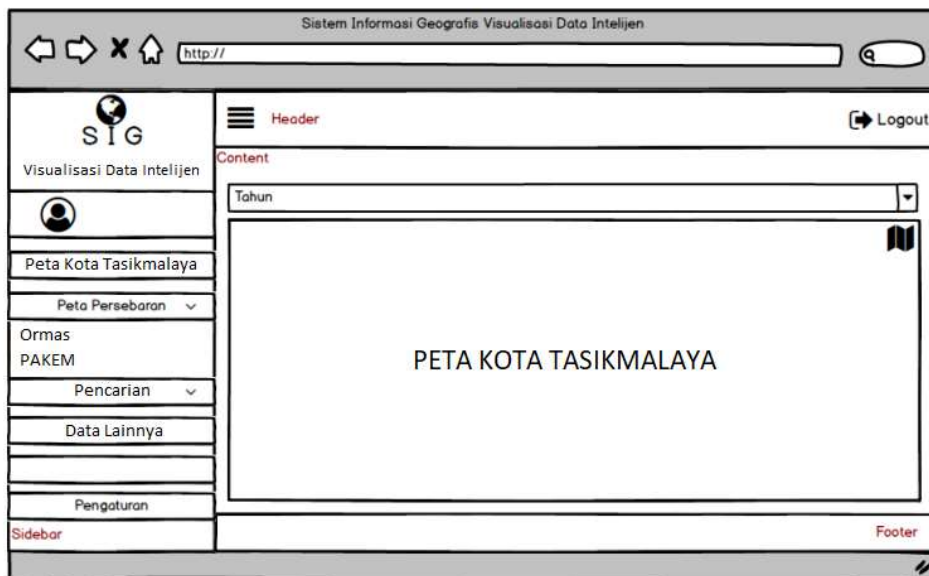 Sistem Informasi Geografis Visualisasi Data Intelijen
http://
SIG
Visualisasi Data Intelijen
Header
Logout
Content
Tahun
Peta Kota Tasikmalaya
Peta Persebaran
Ormas
PAKEM
Pencarian
Data Lainnya
Pengaturan
Sidebar
PETA KOTA TASIKMALAYA
Footer